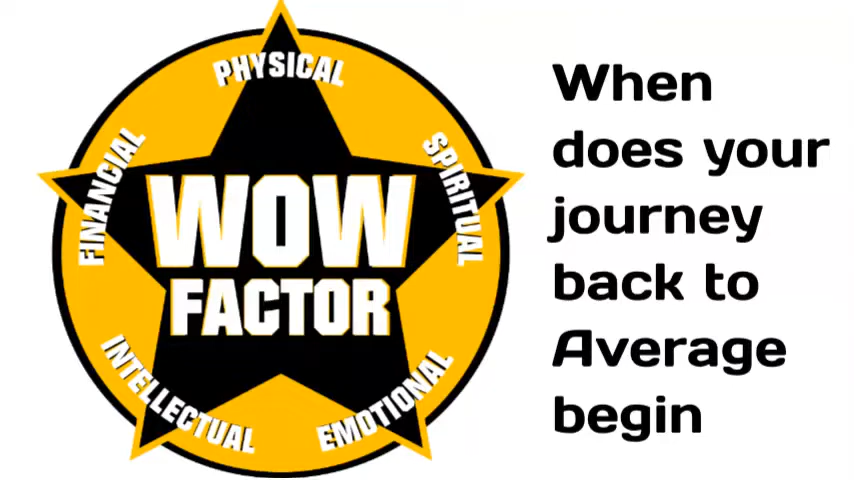 PHYSICAL
FINANCIAL
SPIRITUAL
WOW
FACTOR
INTELLECTUAL
EMOTIONAL
When
does your
journey
back to
Average
begin